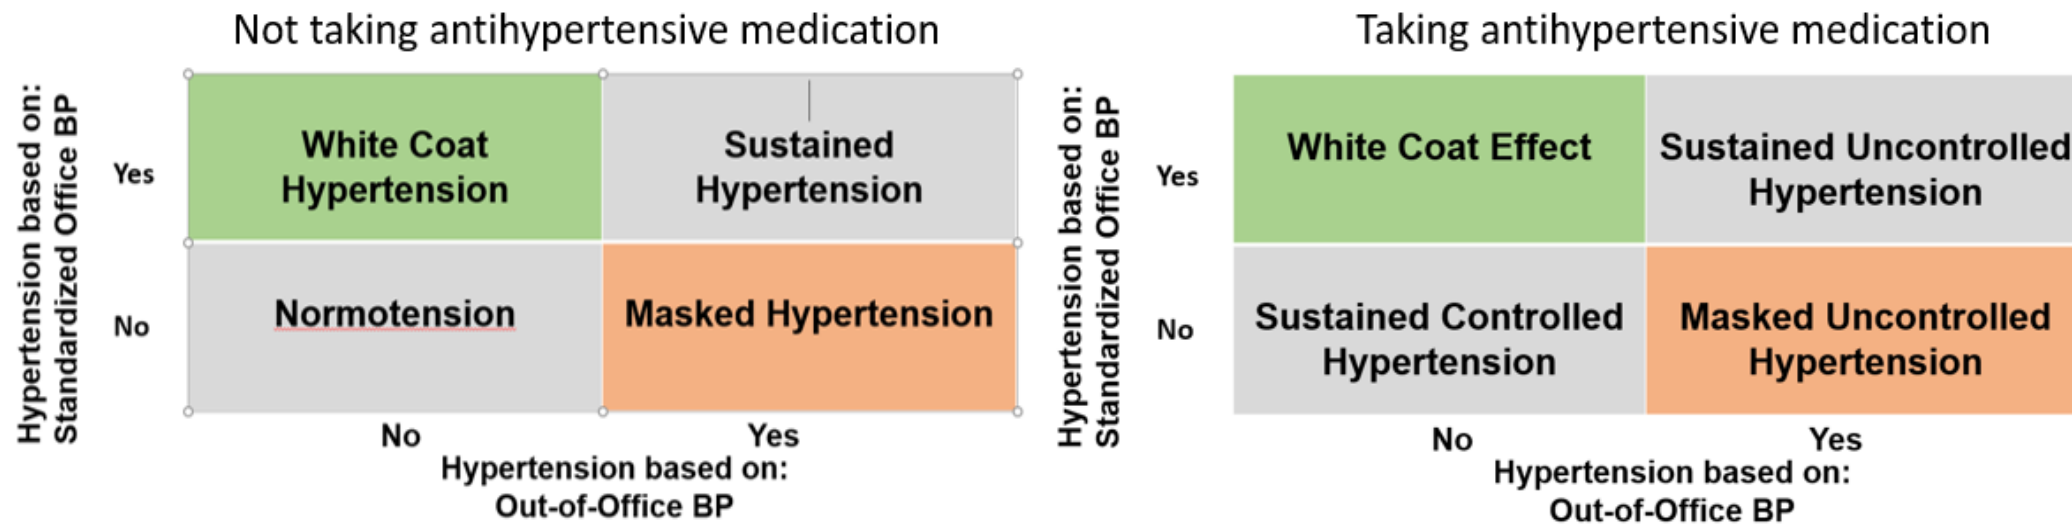 Not taking antihypertensive medication
Hypertension based on:
Standardized Office BP
Yes
No
White Coat
Hypertension
Sustained
Hypertension
Normotension
Masked Hypertension
No
Yes
Hypertension based on:
Out-of-Office BP
Taking antihypertensive medication
Hypertension based on:
Standardized Office BP
Yes
No
White Coat Effect
Sustained Uncontrolled
Hypertension
Sustained Controlled
Hypertension
Masked Uncontrolled
Hypertension
No
Yes
Hypertension based on:
Out-of-Office BP